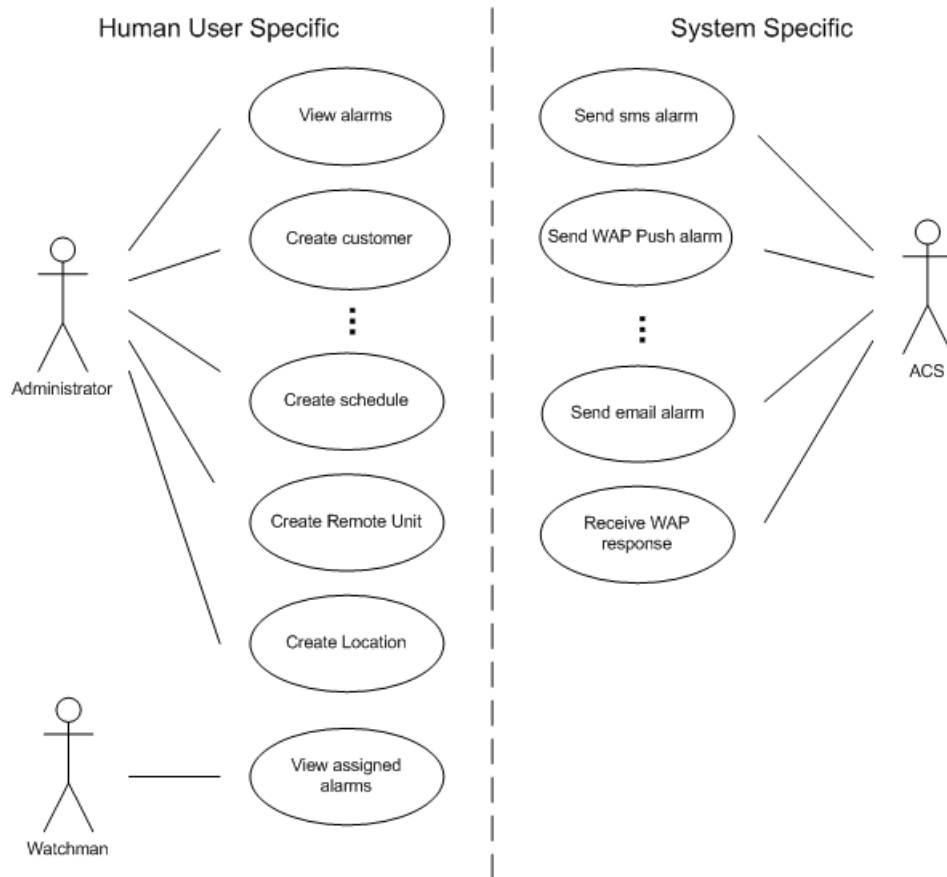 Human User Specific
System Specific
View alarms
Send sms alarm
Create customer
Send WAP Push alarm
Administrator
ACS
Create schedule
Send email alarm
Create Remote Unit
Receive WAP
response
Create Location
View assigned
alarms
Watchman